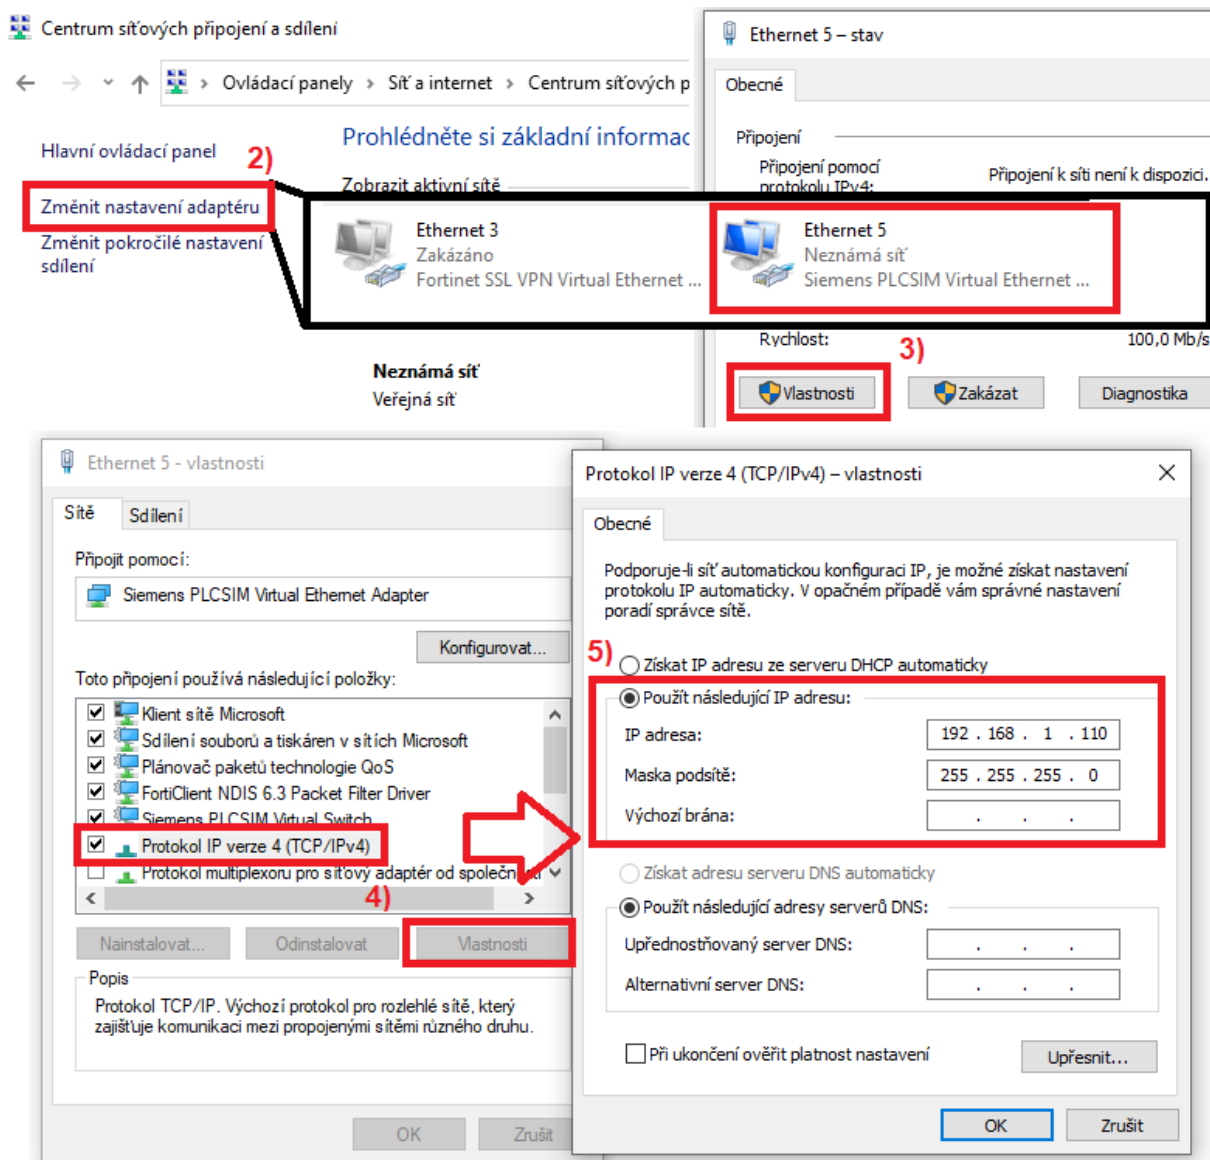 Centrum síťových připojení a sdílení
Ovládací panely > Síť a internet > Centrum síťových p
Hlavní ovládací panel
2)
Změnit nastavení adaptéru
Změnit pokročilé nastavení
sdílení
Prohlédněte si základní informac
Zobrazit aktivní sítě
Ethernet 3
Zakázáno
Fortinet SSL VPN Virtual Ethernet ...
Ethernet 5
Neznámá síť
Siemens PLCSIM Virtual Ethernet ...
Neznámá síť
Veřejná síť
Ethernet 5 – stav
Obecné
Připojení
Připojení pomocí
protokolu IPv4:
Připojení k síti není k dispozici.
Rychlost:
100,0 Mb/s
3)
Vlastnosti
Zakázat
Diagnostika
Ethernet 5 - vlastnosti
Sítě
Sdílení
Připojit pomocí:
Siemens PLCSIM Virtual Ethernet Adapter
Konfigurovat...
Toto připojení používá následující položky:
Klient sítě Microsoft
Sdílení souborů a tiskáren v sítích Microsoft
Plánovač paketů technologie QoS
FortiClient NDIS 6.3 Packet Filter Driver
Siemens PLCSIM Virtual Switch
Protokol IP verze 4 (TCP/IPv4)
Protokol multiplexoru pro síťový adaptér od společnosti
4)
Nainstalovat...
Odinstalovat
Vlastnosti
Popis
Protokol TCP/IP. Výchozí protokol pro rozlehlé sítě, který
zajišťuje komunikaci mezi propojenými sítěmi různého druhu.
OK
Zrušit
Protokol IP verze 4 (TCP/IPv4) – vlastnosti
Obecné
Podporuje-li síť automatickou konfiguraci IP, je možné získat nastavení
protokolu IP automaticky. V opačném případě vám správné nastavení
poradí správce sítě.
5)
Získat IP adresu ze serveru DHCP automaticky
Použít následující IP adresu:
IP adresa:
192 . 168 . 1 . 110
Maska podsítě:
255 . 255 . 255 . 0
Výchozí brána:
. . .
Získat adresu serveru DNS automaticky
Použít následující adresy serverů DNS:
Upřednostňovaný server DNS:
. . .
Alternativní server DNS:
. . .
Při ukončení ověřit platnost nastavení
Upřesnit...
OK
Zrušit